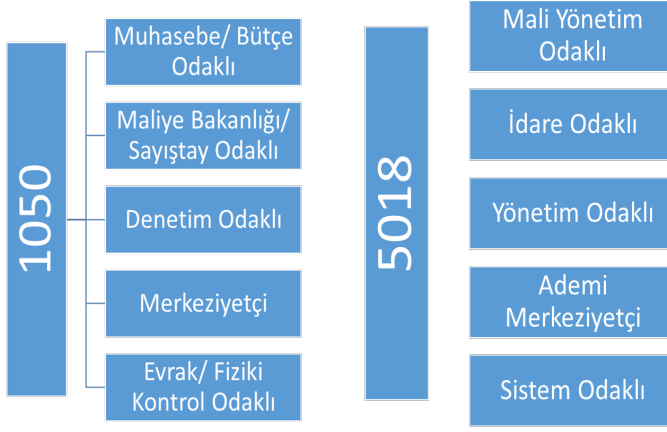 1050
Muhasebe/ Bütçe
Odaklı
Maliye Bakanlığı/
Sayıştay Odaklı
Denetim Odaklı
Merkeziyetçi
Evrak/ Fiziki
Kontrol Odaklı
5018
Mali Yönetim
Odaklı
İdare Odaklı
Yönetim Odaklı
Ademi
Merkeziyetçi
Sistem Odaklı